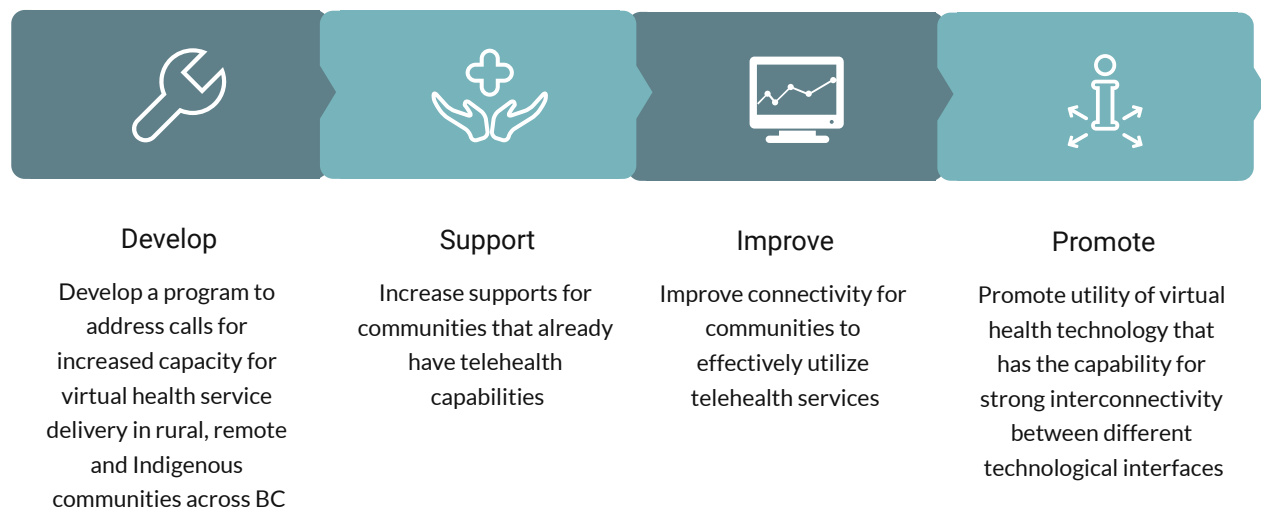 Develop
Develop a program to
address calls for
increased capacity for
virtual health service
delivery in rural, remote
and Indigenous
communities across BC
Support
Increase supports for
communities that already
have telehealth
capabilities
Improve
Improve connectivity for
communities to
effectively utilize
telehealth services
Promote
Promote utility of virtual
health technology that
has the capability for
strong interconnectivity
between different
technological interfaces